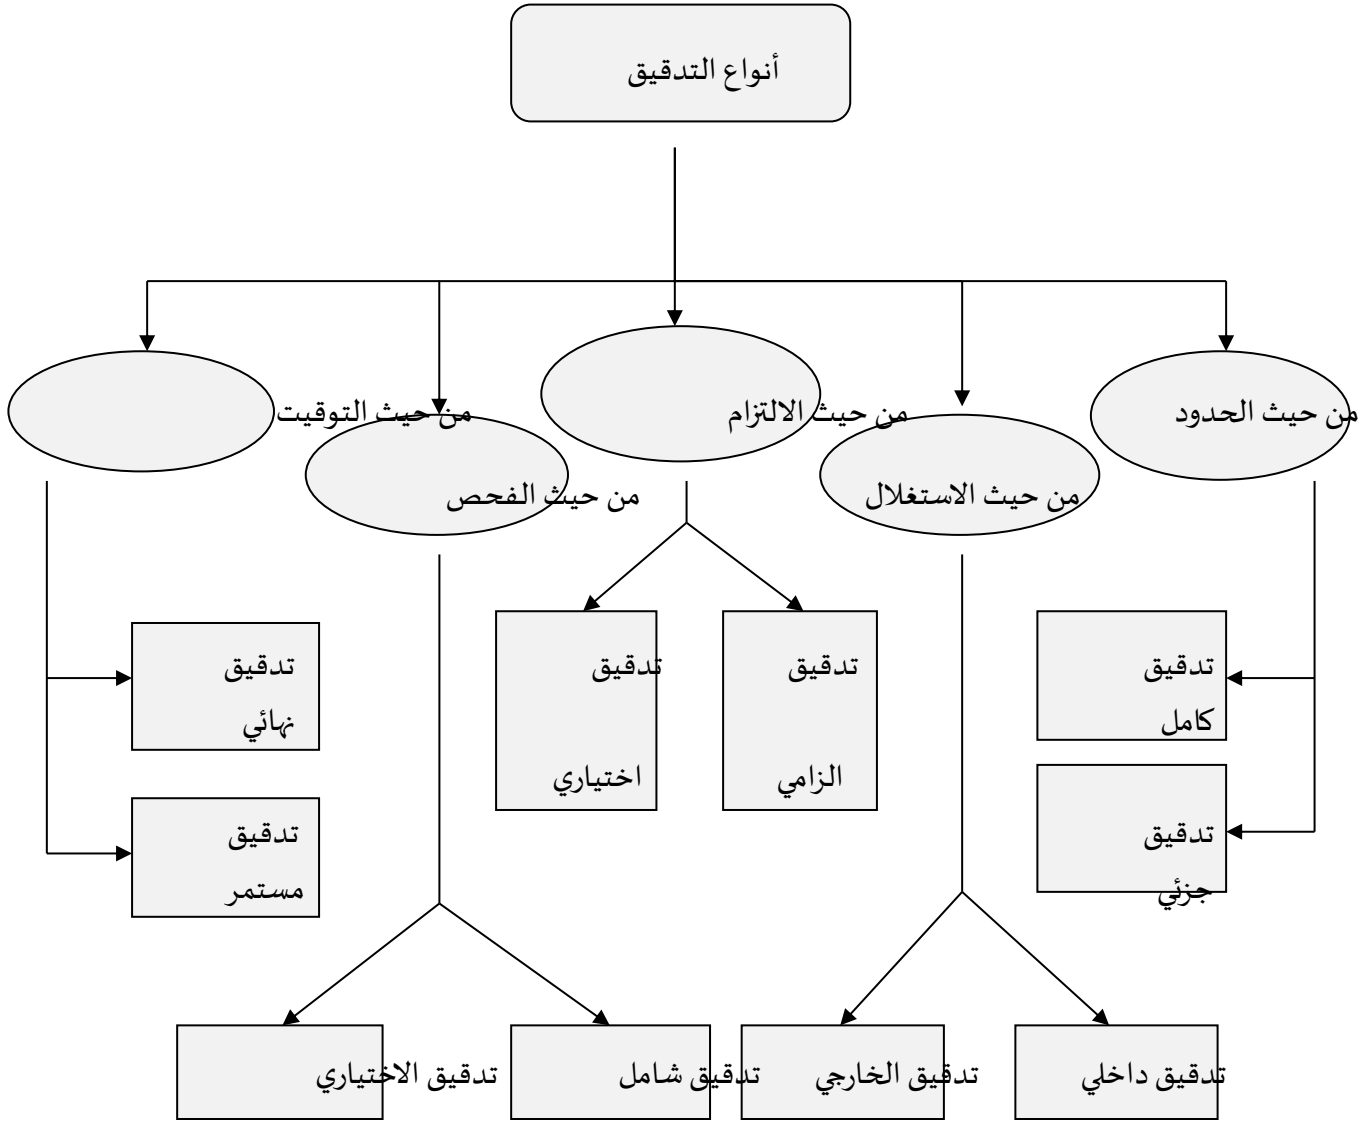 أنواع التدقيق
من حيث الحدود
من حيث الالتزام
من حيث التوقيت
من حيث الاستغلال
من حيث الفحص
تدقيق
كامل
تدقيق
جزئي
تدقيق
الزامي
تدقيق
اختياري
تدقيق
نهائي
تدقيق
مستمر
تدقيق داخلي
تدقيق الخارجي
تدقيق شامل
تدقيق الاختياري